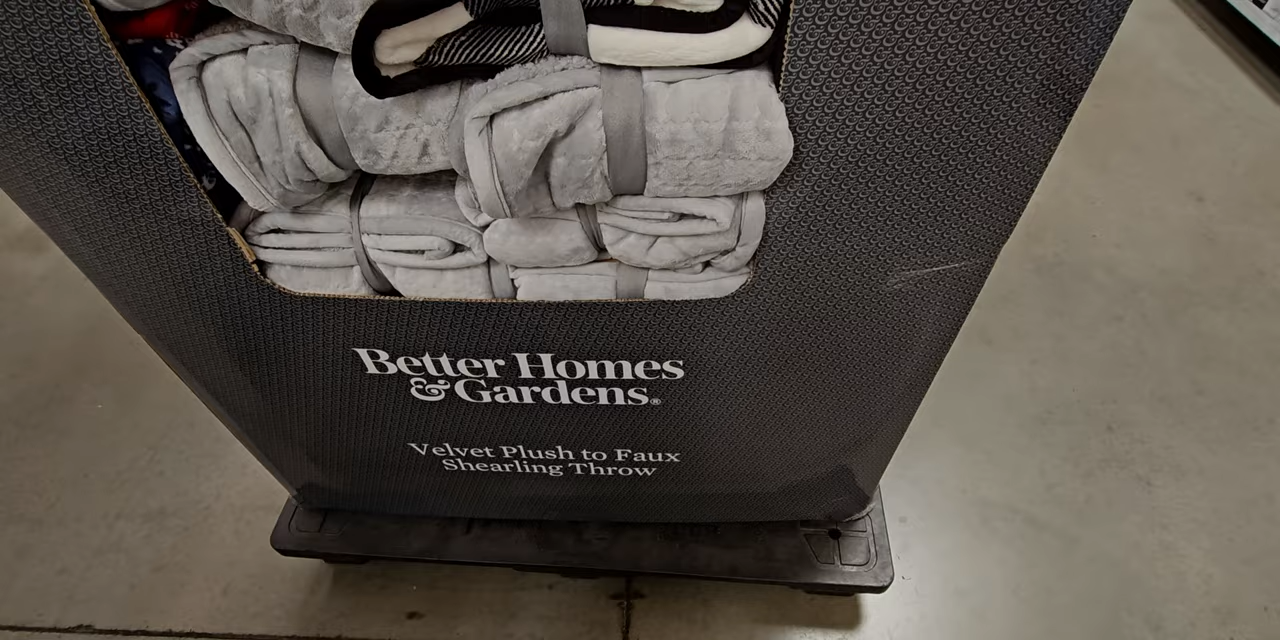 Better Homes
& Gardens®
Velvet Plush to Faux
Shearling Throw